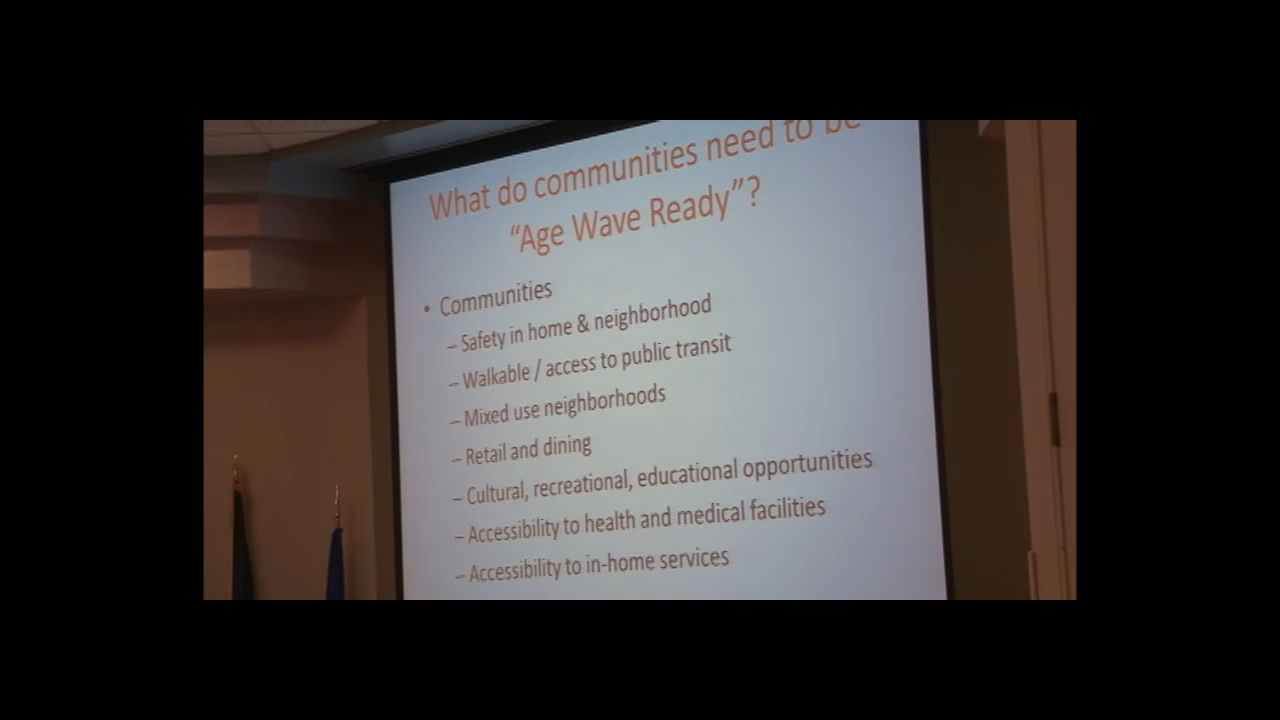 What do communities need to be
“Age Wave Ready”?
• Communities
– Safety in home & neighborhood
– Walkable / access to public transit
– Mixed use neighborhoods
– Retail and dining
– Cultural, recreational, educational opportunities
– Accessibility to health and medical facilities
– Accessibility to in-home services